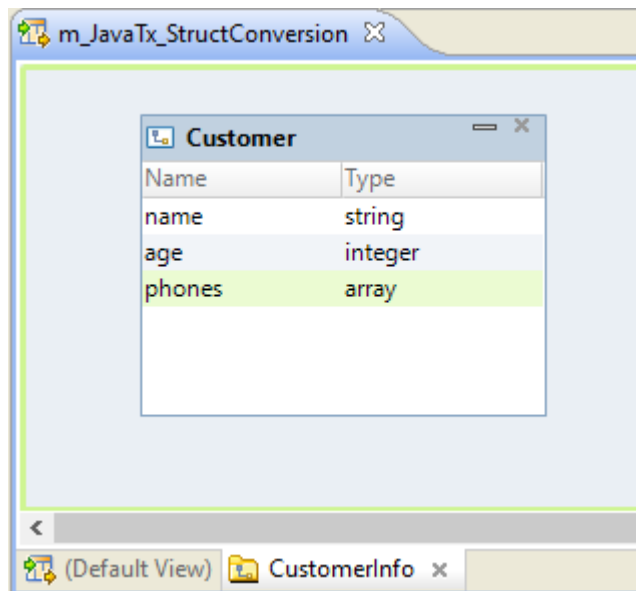 m_JavaTx_StructConversion
Customer
Name Type
name string
age integer
phones array
(Default View) CustomerInfo